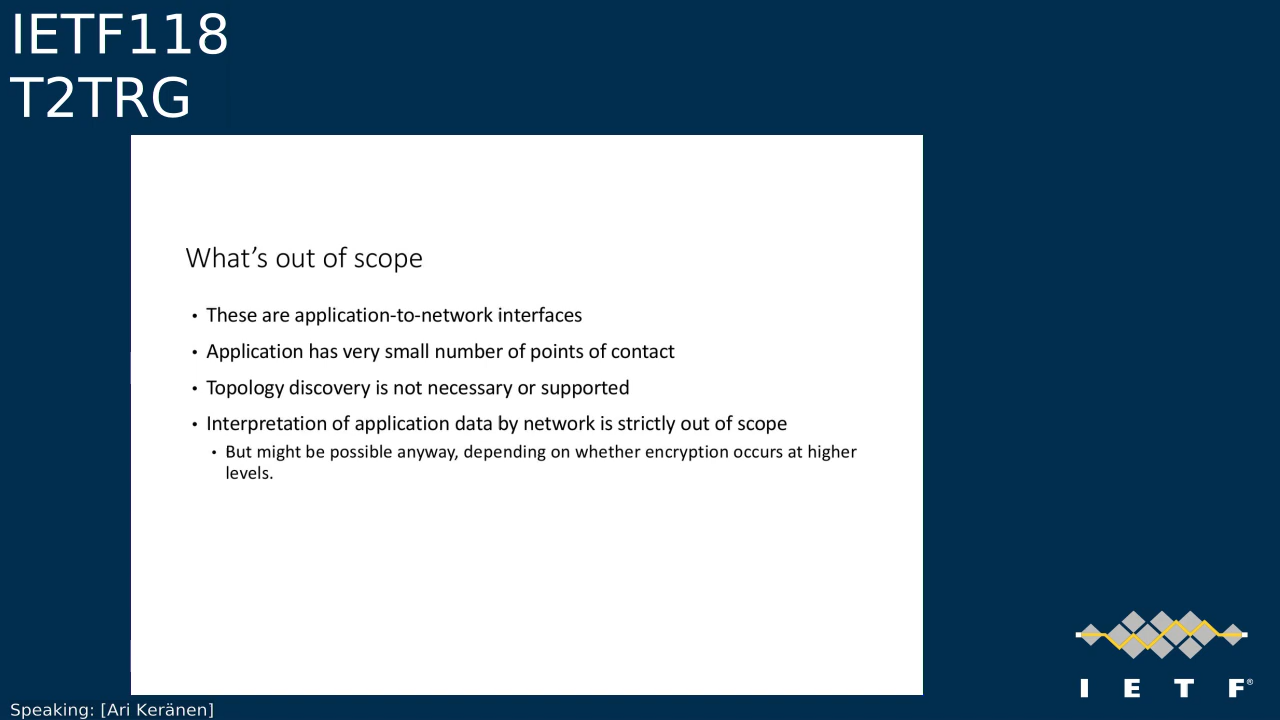 IETF118
T2TRG
What's out of scope
• These are application-to-network interfaces
• Application has very small number of points of contact
• Topology discovery is not necessary or supported
• Interpretation of application data by network is strictly out of scope
• But might be possible anyway, depending on whether encryption occurs at higher
levels.
I E T F®
Speaking: [Ari Keränen]